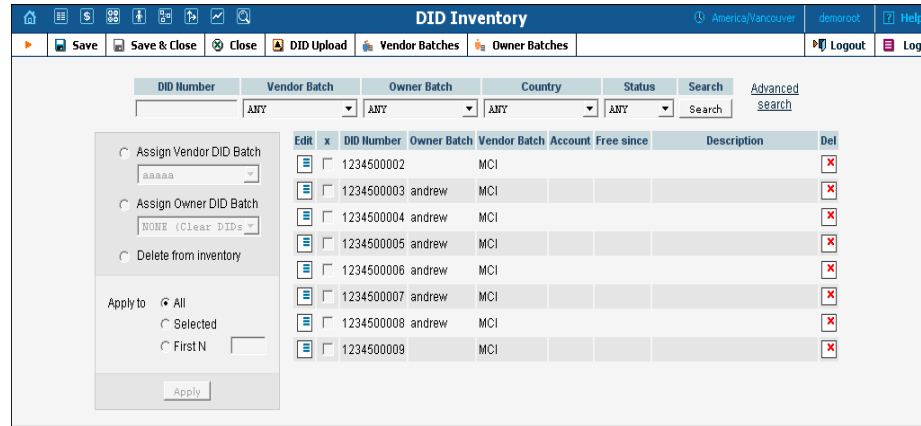 DID Inventory
America/Vancouver
demoroot
Help
Save
Save & Close
Close
DID Upload
Vendor Batches
Owner Batches
Logout
Log
DID Number Vendor Batch Owner Batch Country Status Search
ANY ANY ANY ANY Search
Advanced search
Assign Vendor DID Batch
aaaaa
Assign Owner DID Batch
NONE (Clear DIDs
Delete from inventory
Apply to All
Selected
First N
Apply
Edit x DID Number Owner Batch Vendor Batch Account Free since Description Del
1234500002 MCI
1234500003 andrew MCI
1234500004 andrew MCI
1234500005 andrew MCI
1234500006 andrew MCI
1234500007 andrew MCI
1234500008 andrew MCI
1234500009 MCI